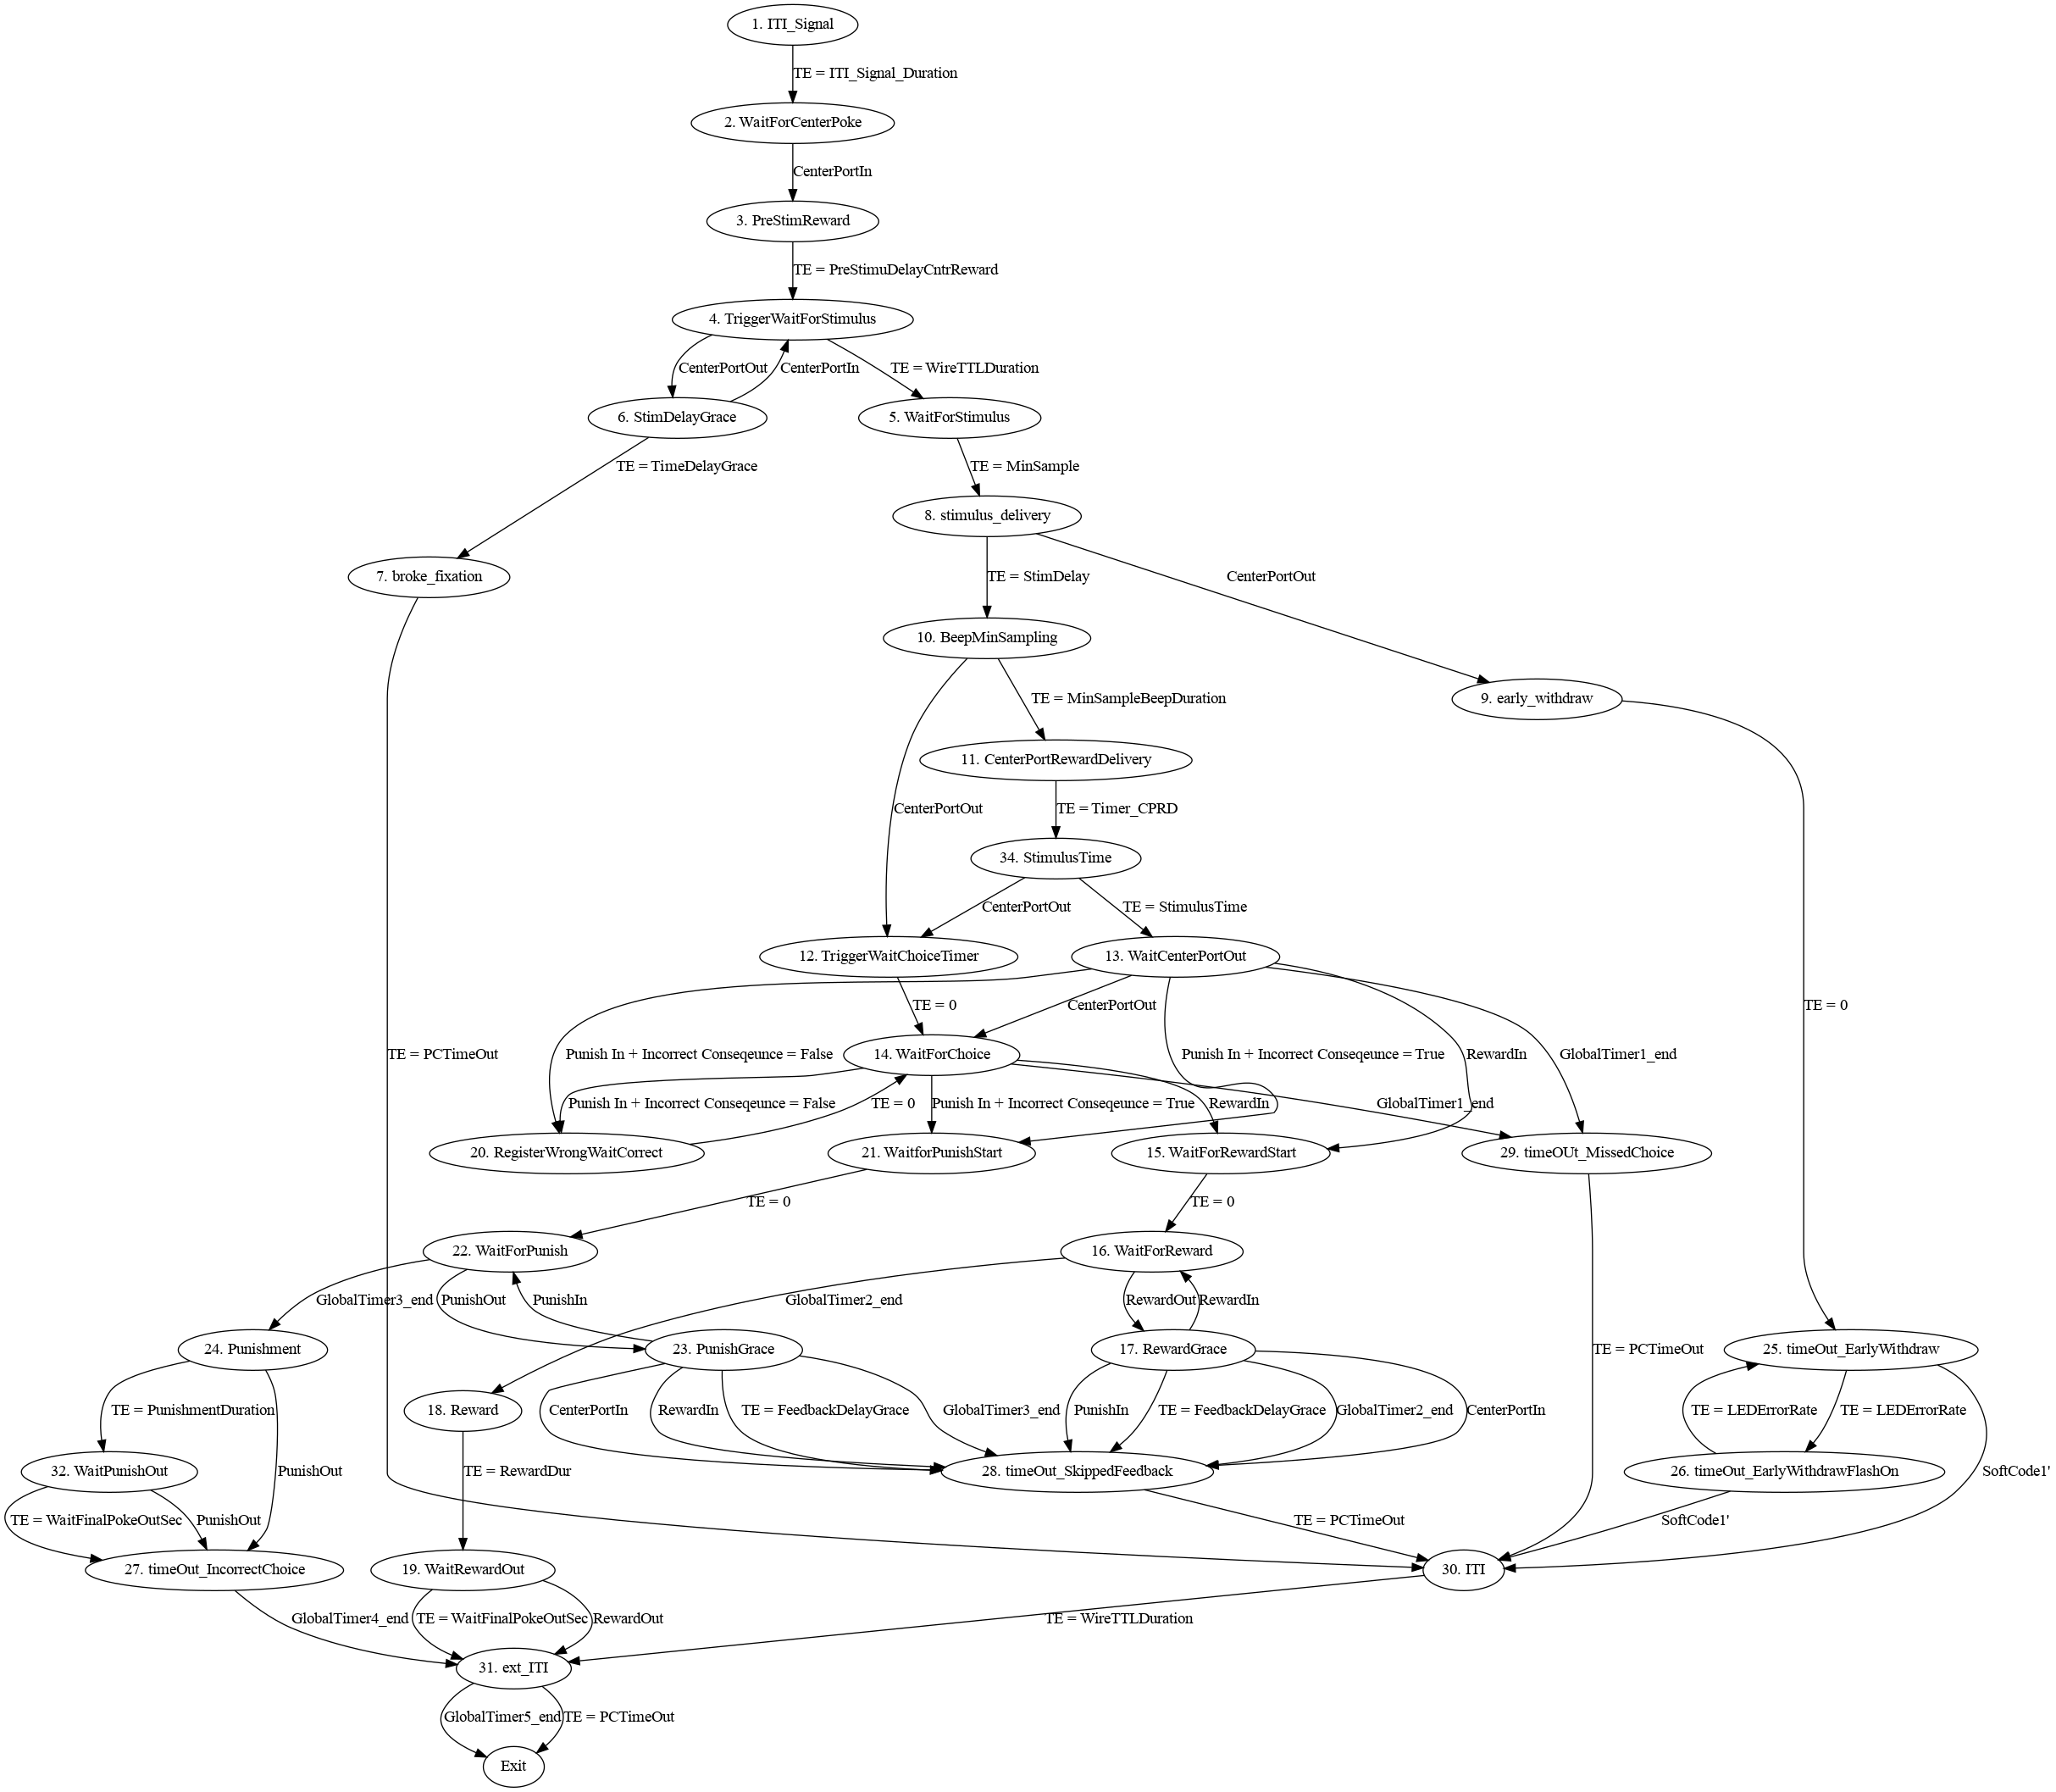 1. ITI_Signal
TE = ITI_Signal_Duration
2. WaitForCenterPoke
CenterPortIn
3. PreStimReward
TE = PreStimuDelayCntrReward
4. TriggerWaitForStimulus
CenterPortOut
CenterPortIn
TE = WireTTLDuration
6. StimDelayGrace
5. WaitForStimulus
TE = TimeDelayGrace
TE = MinSample
8. stimulus_delivery
7. broke_fixation
TE = StimDelay
CenterPortOut
10. BeepMinSampling
TE = MinSampleBeepDuration
9. early_withdraw
11. CenterPortRewardDelivery
CenterPortOut
TE = Timer_CPRD
34. StimulusTime
CenterPortOut
TE = StimulusTime
12. TriggerWaitChoiceTimer
13. WaitCenterPortOut
TE = 0
CenterPortOut
TE = 0
TE = PCTimeOut
Punish In + Incorrect Conseqeunce = False
14. WaitForChoice
Punish In + Incorrect Conseqeunce = True
RewardIn
GlobalTimer1_end
Punish In + Incorrect Conseqeunce = False
TE = 0
Punish In + Incorrect Conseqeunce = True
RewardIn
GlobalTimer1_end
20. RegisterWrongWaitCorrect
21. WaitforPunishStart
15. WaitForRewardStart
29. timeOUt_MissedChoice
TE = 0
TE = 0
22. WaitForPunish
16. WaitForReward
GlobalTimer3_end
PunishOut
PunishIn
GlobalTimer2_end
RewardOut
RewardIn
24. Punishment
23. PunishGrace
17. RewardGrace
TE = PCTimeOut
25. timeOut_EarlyWithdraw
TE = PunishmentDuration
18. Reward
CenterPortIn
RewardIn
TE = FeedbackDelayGrace
GlobalTimer3_end
PunishIn
TE = FeedbackDelayGrace
GlobalTimer2_end
CenterPortIn
TE = LEDErrorRate
TE = LEDErrorRate
32. WaitPunishOut
PunishOut
TE = RewardDur
28. timeOut_SkippedFeedback
26. timeOut_EarlyWithdrawFlashOn
SoftCode1'
TE = WaitFinalPokeOutSec
PunishOut
TE = PCTimeOut
SoftCode1'
27. timeOut_IncorrectChoice
19. WaitRewardOut
30. ITI
GlobalTimer4_end
TE = WaitFinalPokeOutSec
RewardOut
TE = WireTTLDuration
31. ext_ITI
GlobalTimer5_end
TE = PCTimeOut
Exit